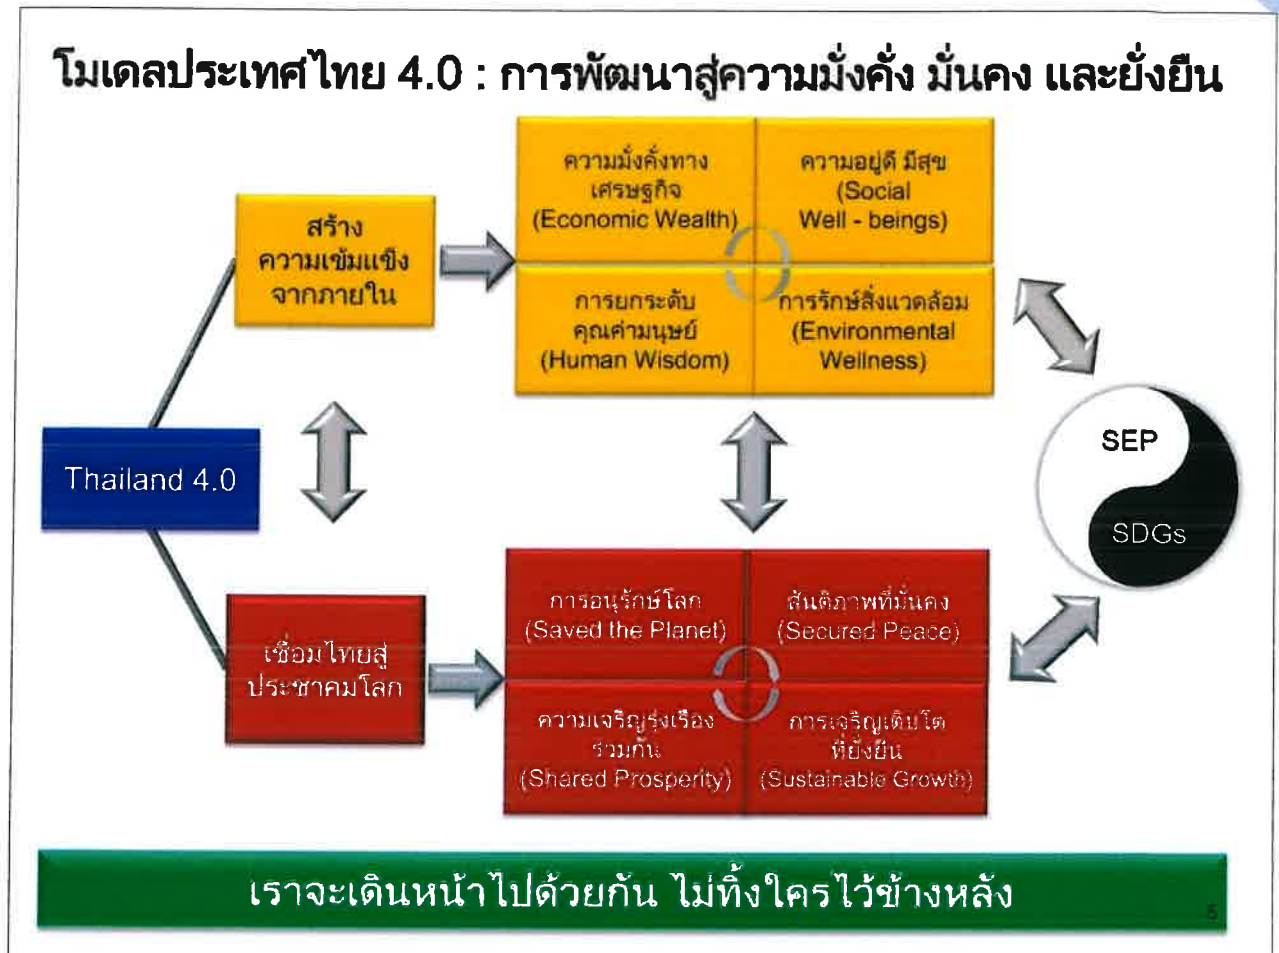 โมเดลประเทศไทย 4.0 : การพัฒนาสู่ความมั่งคั่ง มั่นคง และยั่งยืน
ความมั่งคั่งทาง
เศรษฐกิจ
(Economic Wealth)
ความอยู่ดี มีสุข
(Social
Well - beings)
สร้าง
ความเข้มแข็ง
จากภายใน
การยกระดับ
คุณค่ามนุษย์
(Human Wisdom)
การรักษ์สิ่งแวดล้อม
(Environmental
Wellness)
Thailand 4.0
SEP
SDGs
การอนุรักษ์โลก
(Saved the Planet)
สันติภาพที่มั่นคง
(Secured Peace)
เชื่อมไทยสู่
ประชาคมโลก
ความเจริญรุ่งเรือง
ร่วมกัน
(Shared Prosperity)
การเจริญเติบโต
ที่ยั่งยืน
(Sustainable Growth)
เราจะเดินหน้าไปด้วยกัน ไม่ทิ้งใครไว้ข้างหลัง
5